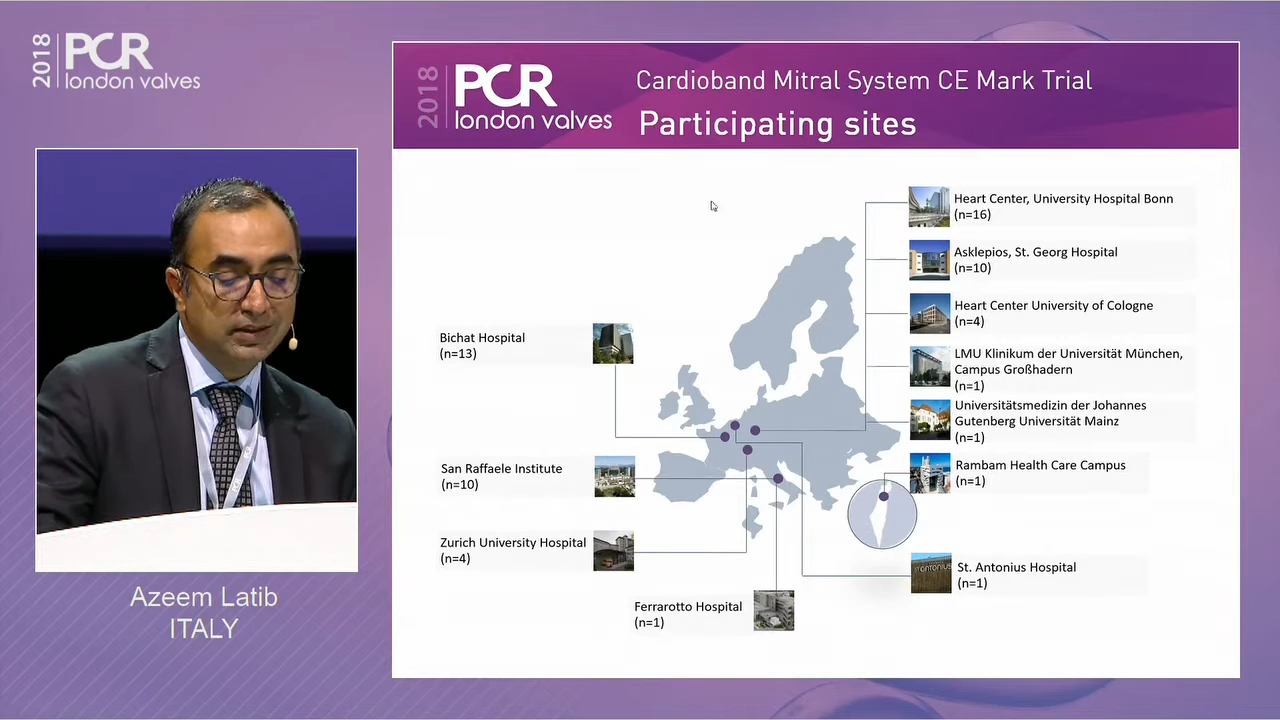 2018 PCR
london valves
2018 PCR
london valves
Cardioband Mitral System CE Mark Trial
Participating sites
Heart Center, University Hospital Bonn
(n=16)
Asklepios, St. Georg Hospital
(n=10)
Heart Center University of Cologne
(n=4)
LMU Klinikum der Universität München,
Campus Großhadern
(n=1)
Universitätsmedizin der Johannes
Gutenberg Universität Mainz
(n=1)
Rambam Health Care Campus
(n=1)
St. Antonius Hospital
(n=1)
Bichat Hospital
(n=13)
San Raffaele Institute
(n=10)
Zurich University Hospital
(n=4)
Ferrarotto Hospital
(n=1)
Azeem Latib
ITALY